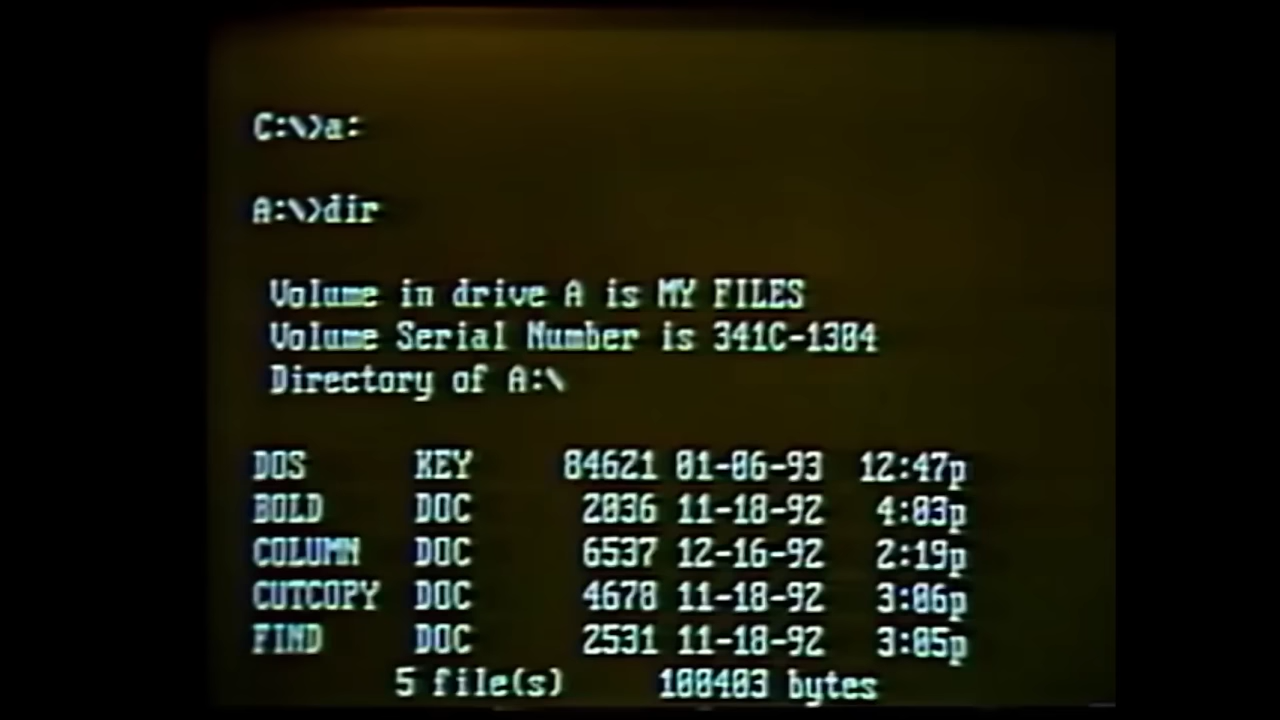 C:\>a:
A:\>dir
Volume in drive A is MY FILES
Volume Serial Number is 341C-1304
Directory of A:\
DOS KEY 84621 01-06-93 12:47p
BOLD DOC 2036 11-18-92 4:03p
COLUMN DOC 6537 12-16-92 2:19p
CUTCOPY DOC 4678 11-18-92 3:06p
FIND DOC 2531 11-18-92 3:05p
5 file(s) 100403 bytes